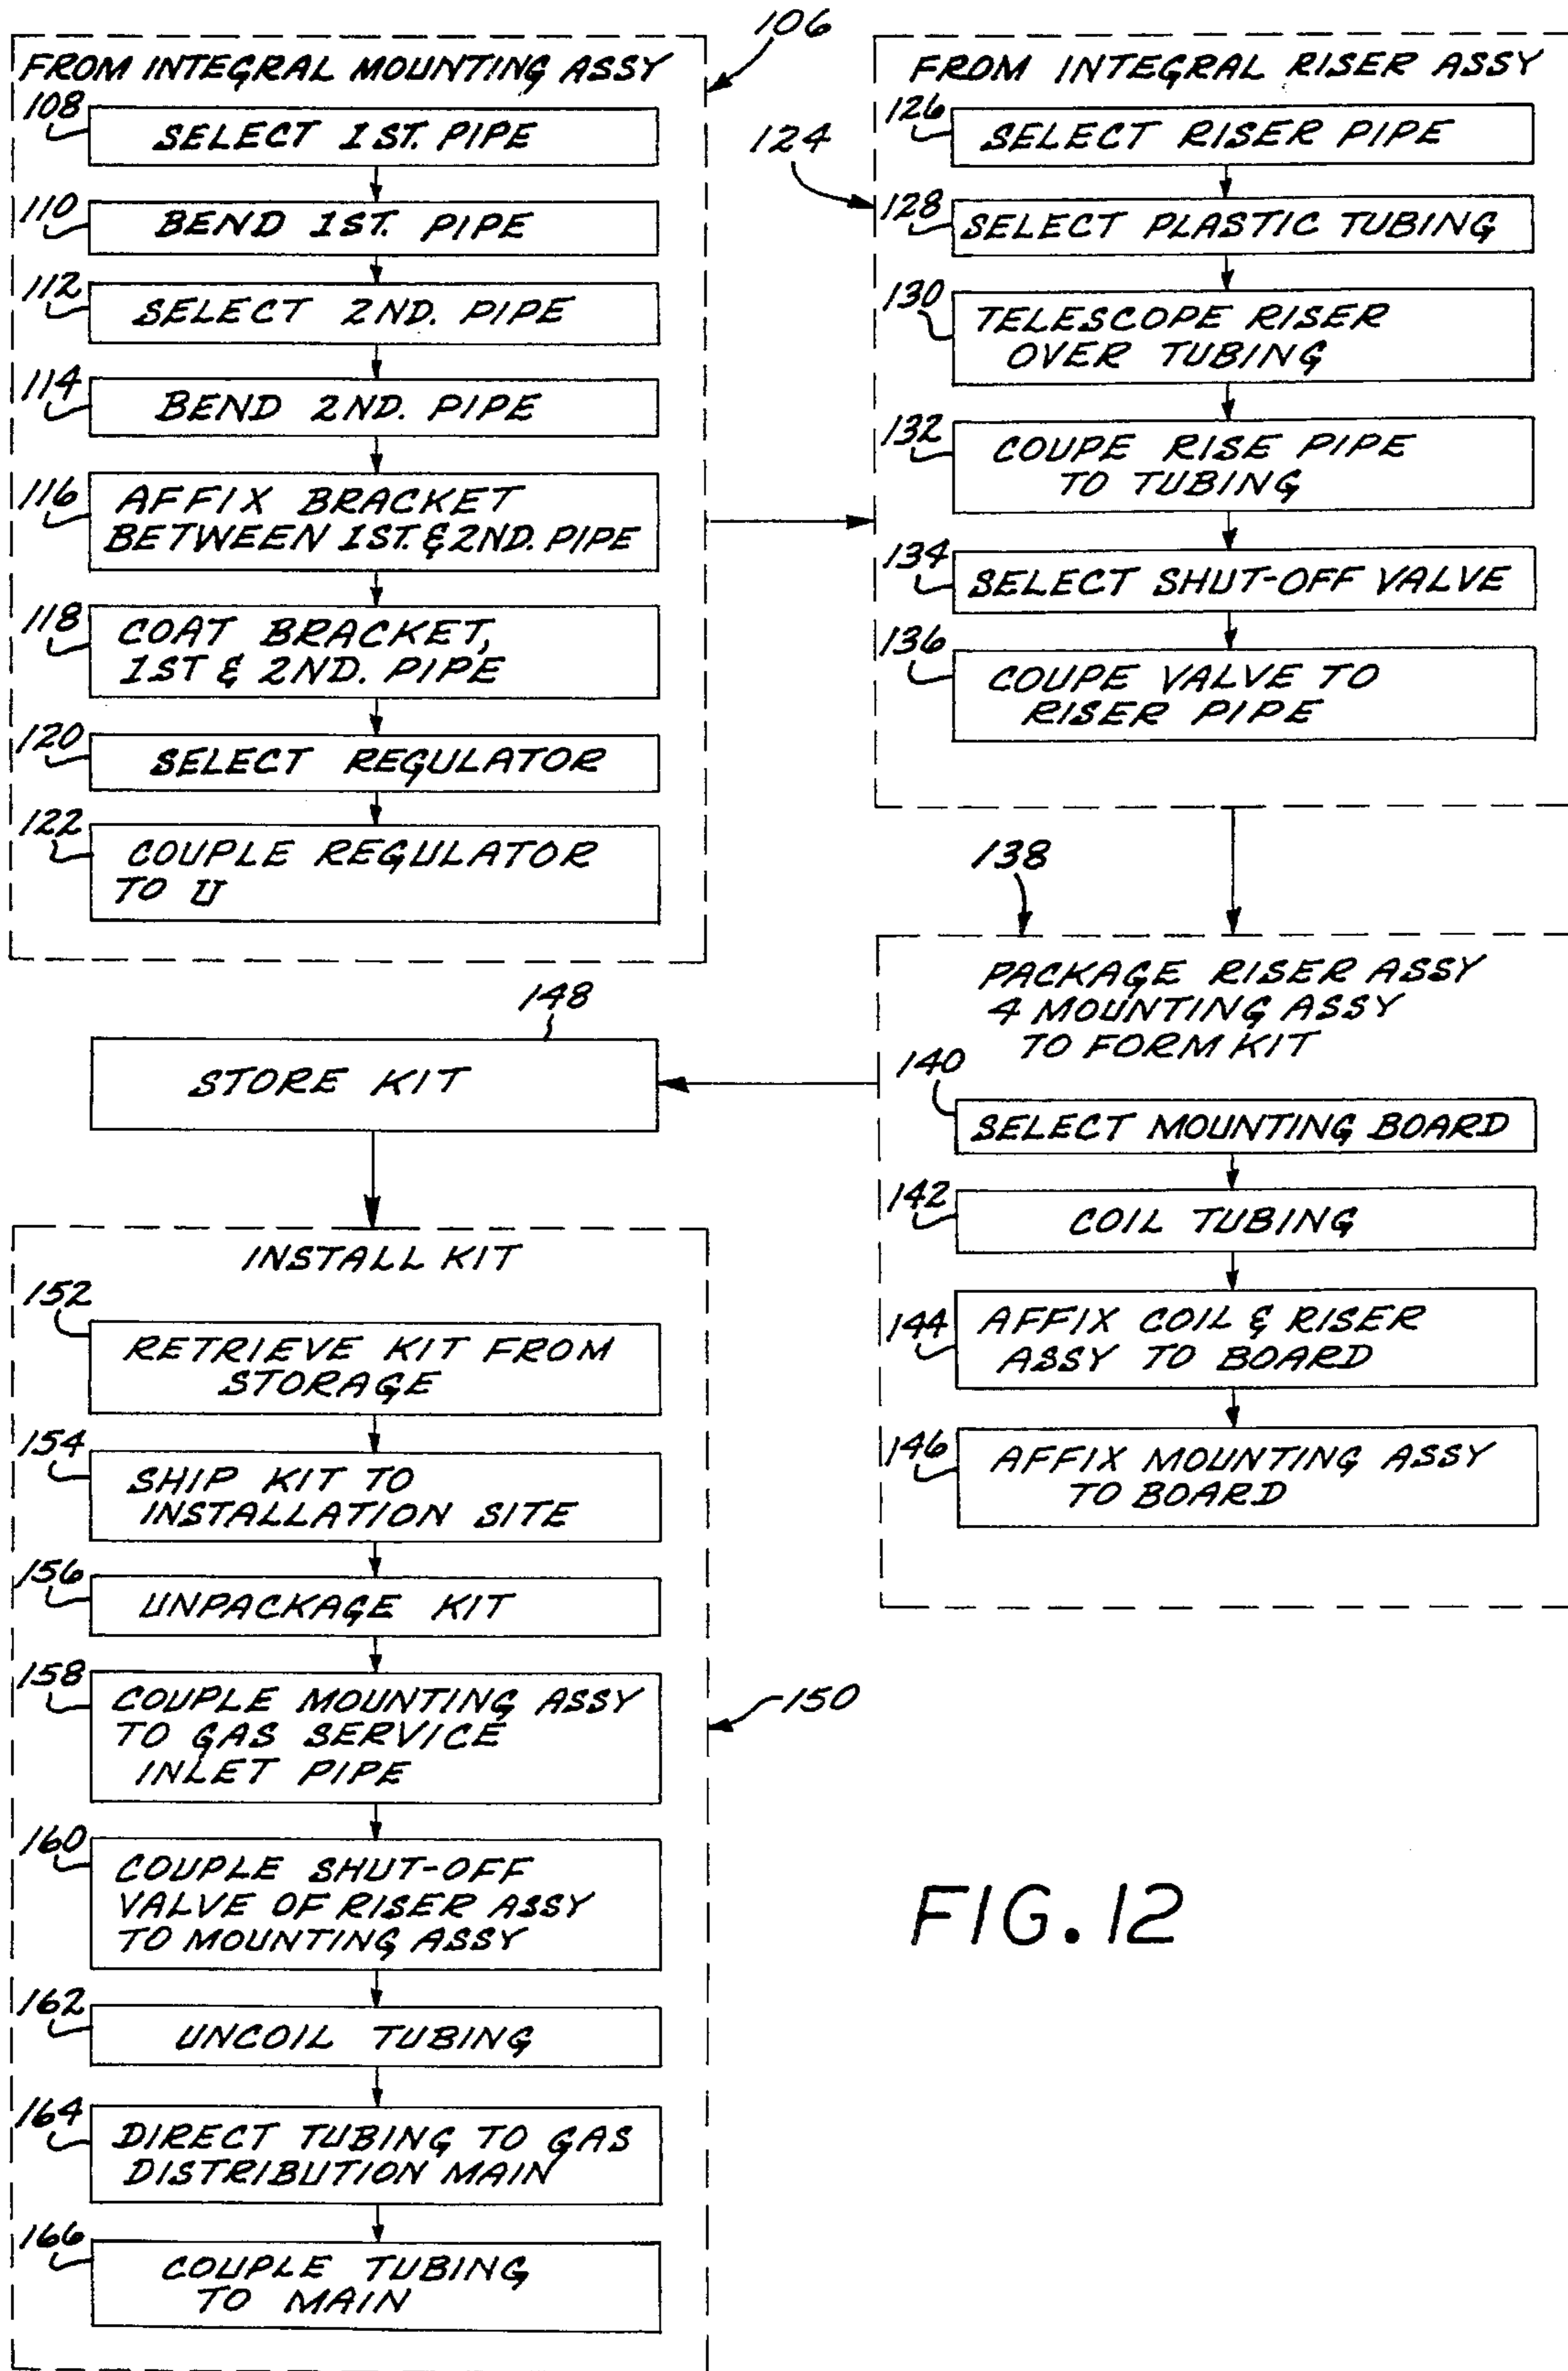 106
FROM INTEGRAL MOUNTING ASSY
108
SELECT 1ST. PIPE
110
BEND 1ST. PIPE
112
SELECT 2ND. PIPE
114
BEND 2ND. PIPE
116
AFFIX BRACKET
BETWEEN 1ST. & 2ND. PIPE
118
COAT BRACKET,
1ST & 2ND. PIPE
120
SELECT REGULATOR
122
COUPLE REGULATOR
TO U
124
FROM INTEGRAL RISER ASSY
126
SELECT RISER PIPE
128
SELECT PLASTIC TUBING
130
TELESCOPE RISER
OVER TUBING
132
COUPE RISE PIPE
TO TUBING
134
SELECT SHUT-OFF VALVE
136
COUPE VALVE TO
RISER PIPE
138
PACKAGE RISER ASSY
4 MOUNTING ASSY
TO FORM KIT
140
SELECT MOUNTING BOARD
142
COIL TUBING
144
AFFIX COIL & RISER
ASSY TO BOARD
146
AFFIX MOUNTING ASSY
TO BOARD
148
STORE KIT
150
INSTALL KIT
152
RETRIEVE KIT FROM
STORAGE
154
SHIP KIT TO
INSTALLATION SITE
156
UNPACKAGE KIT
158
COUPLE MOUNTING ASSY
TO GAS SERVICE
INLET PIPE
160
COUPLE SHUT-OFF
VALVE OF RISER ASSY
TO MOUNTING ASSY
162
UNCOIL TUBING
164
DIRECT TUBING TO GAS
DISTRIBUTION MAIN
166
COUPLE TUBING
TO MAIN
FIG. 12